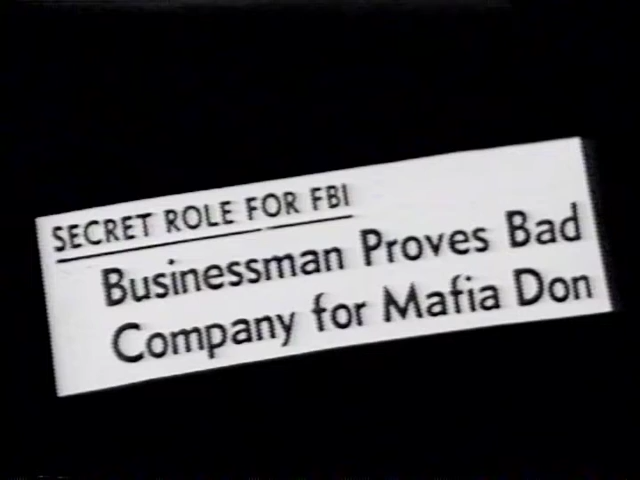 SECRET ROLE FOR FBI
Businessman Proves Bad
Company for Mafia Don